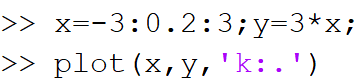 >> x=-3:0.2:3;y=3*x;
>> plot(x,y,'k:.')